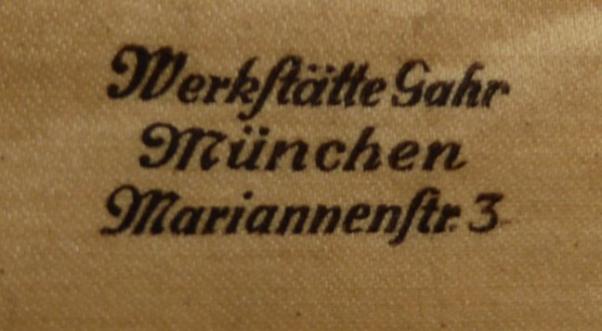 Werkſtätte Gahr
München
Mariannenſtr. 3